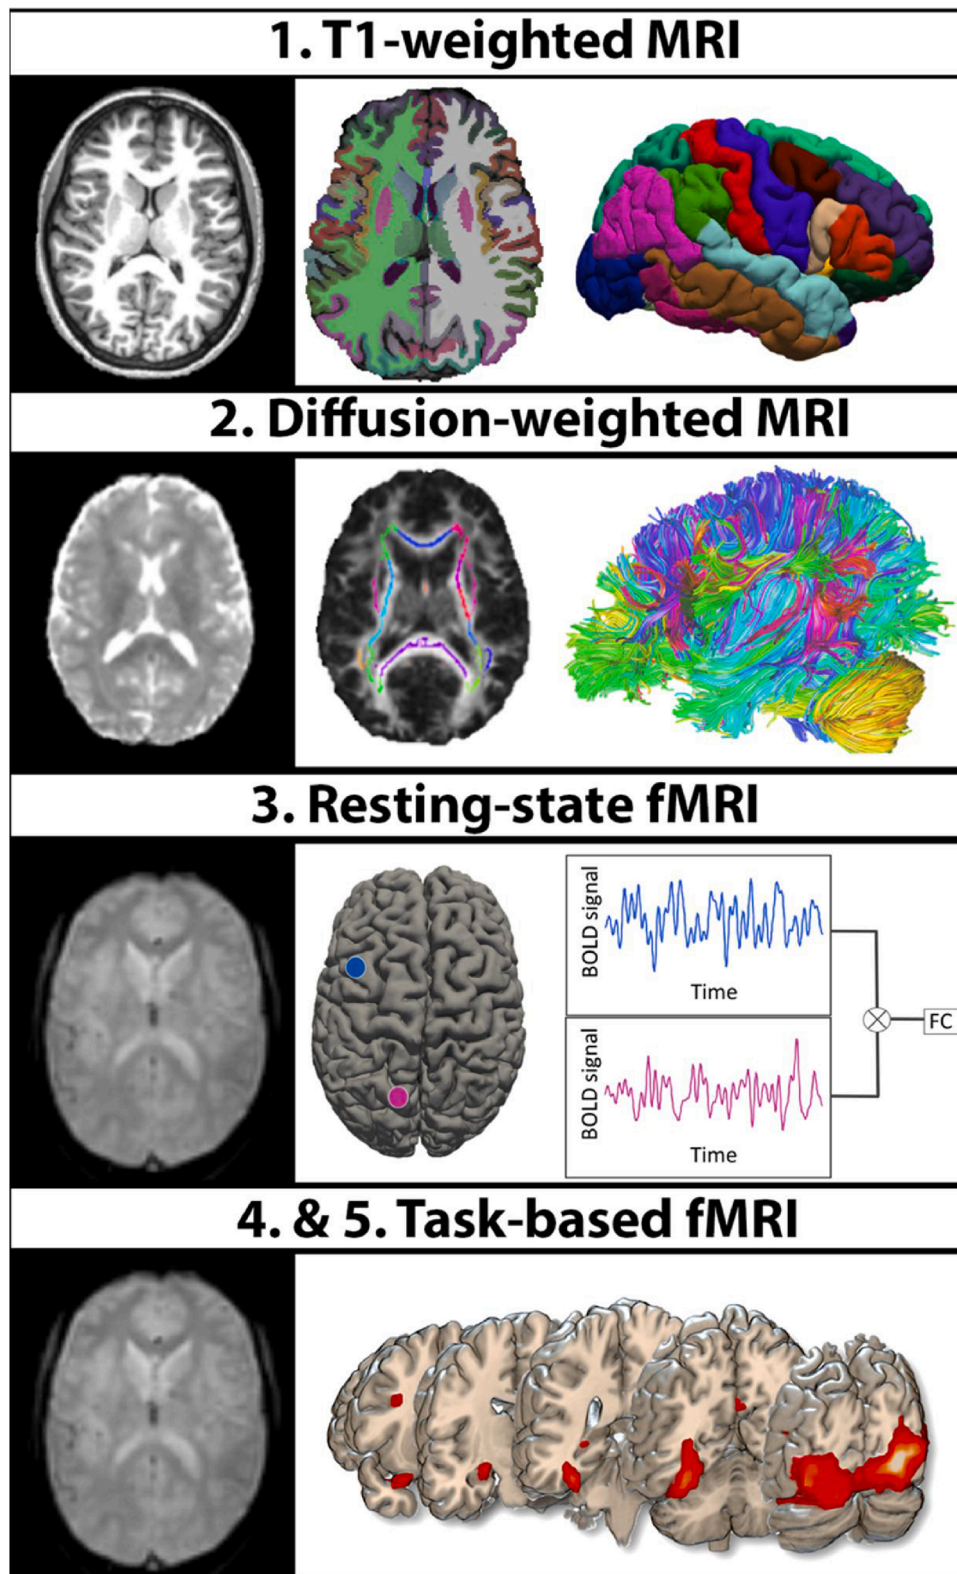 1. T1-weighted MRI
2. Diffusion-weighted MRI
3. Resting-state fMRI
BOLD signal
Time
FC
BOLD signal
Time
4. & 5. Task-based fMRI